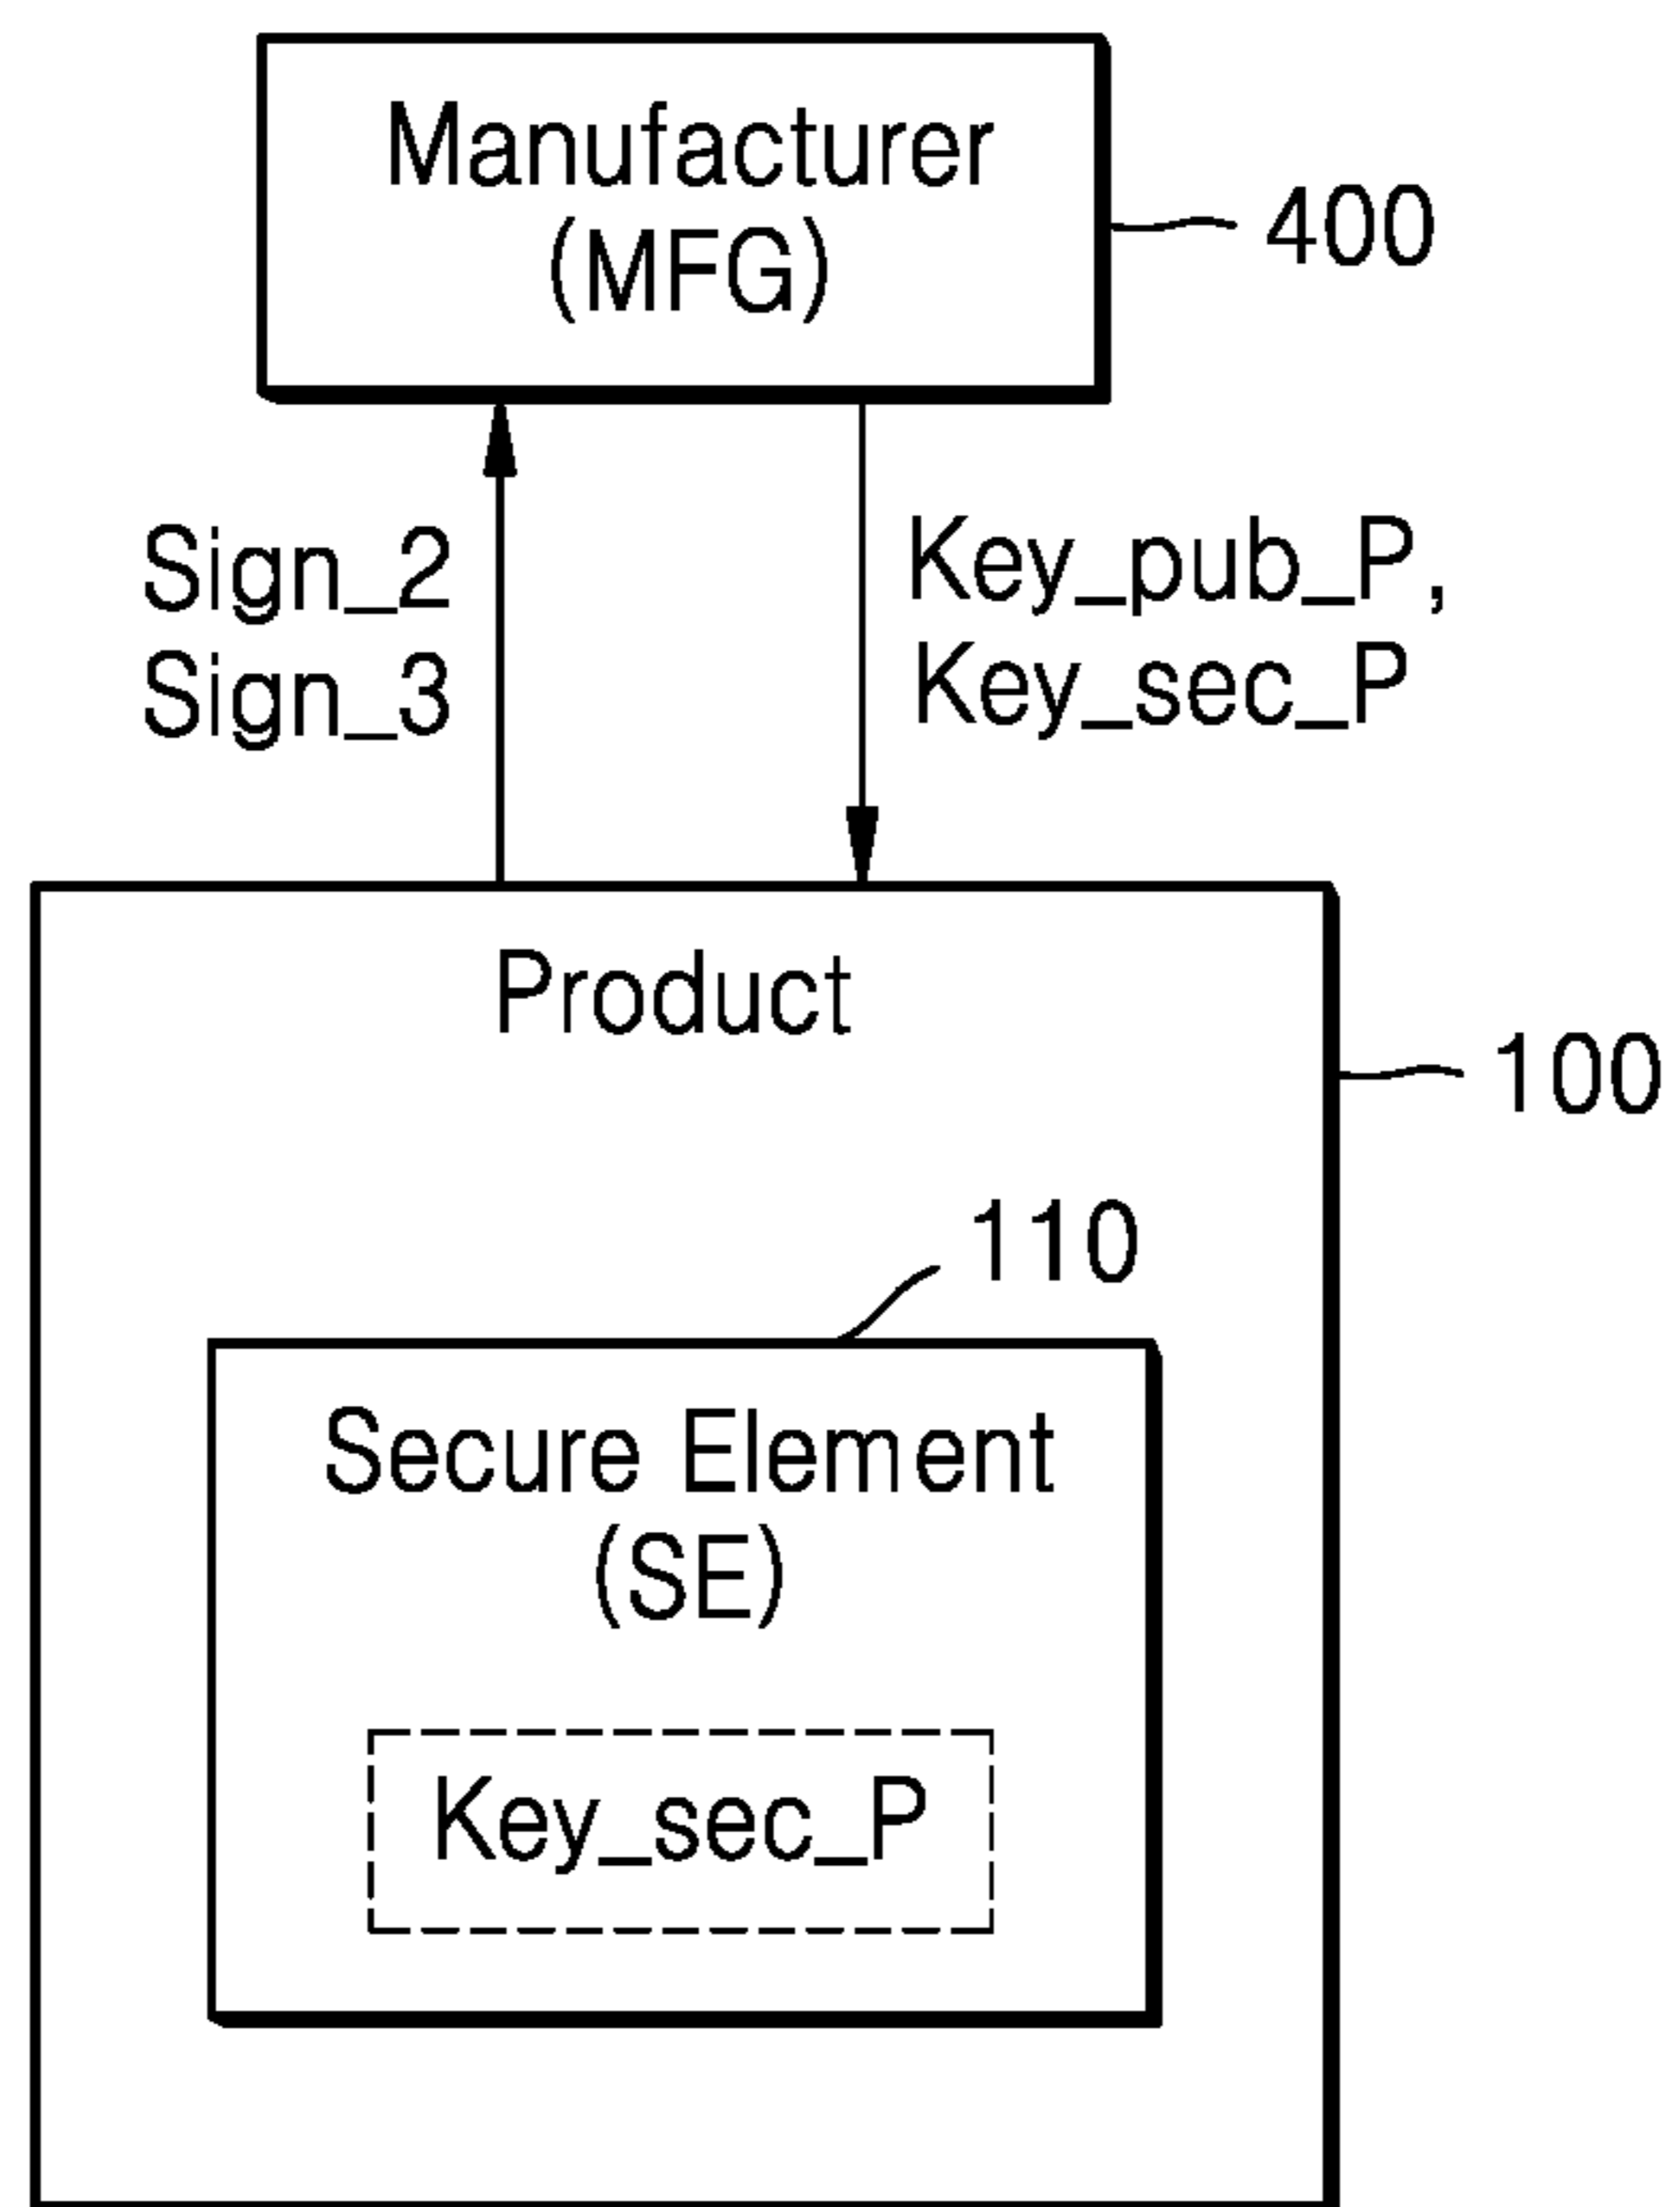 Manufacturer
(MFG)
400
Sign_2
Sign_3
Key_pub_P,
Key_sec_P
Product
100
110
Secure Element
(SE)
Key_sec_P